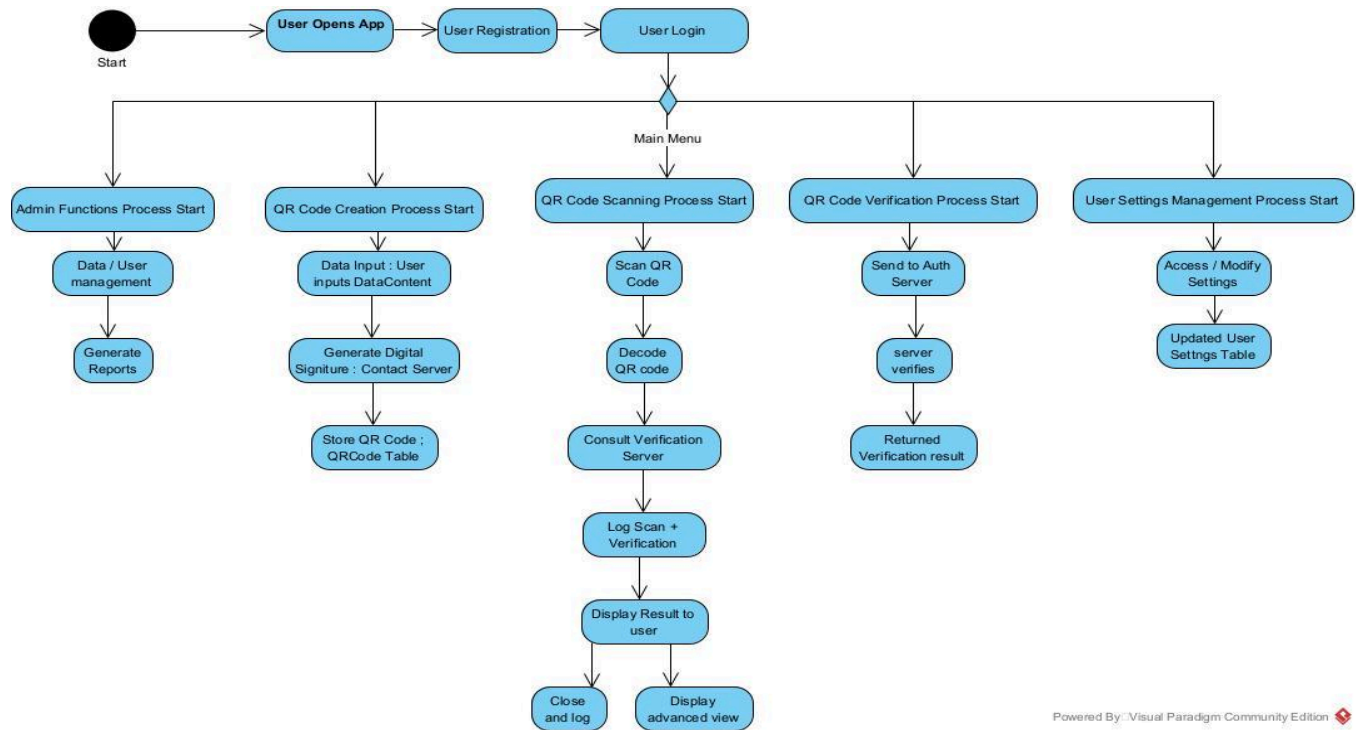 User Opens App
User Registration
User Login
Start
Main Menu
Admin Functions Process Start
QR Code Creation Process Start
QR Code Scanning Process Start
QR Code Verification Process Start
User Settings Management Process Start
Data / User
management
Data Input : User
inputs DataContent
Scan QR
Code
Send to Auth
Server
Access / Modify
Settings
Generate
Reports
Generate Digital
Signiture : Contact Server
Decode
QR code
server
verifies
Updated User
Settngs Table
Store QR Code ;
QRCode Table
Consult Verification
Server
Returned
Verification result
Log Scan +
Verification
Display Result to
user
Close
and log
Display
advanced view
Powered By Visual Paradigm Community Edition